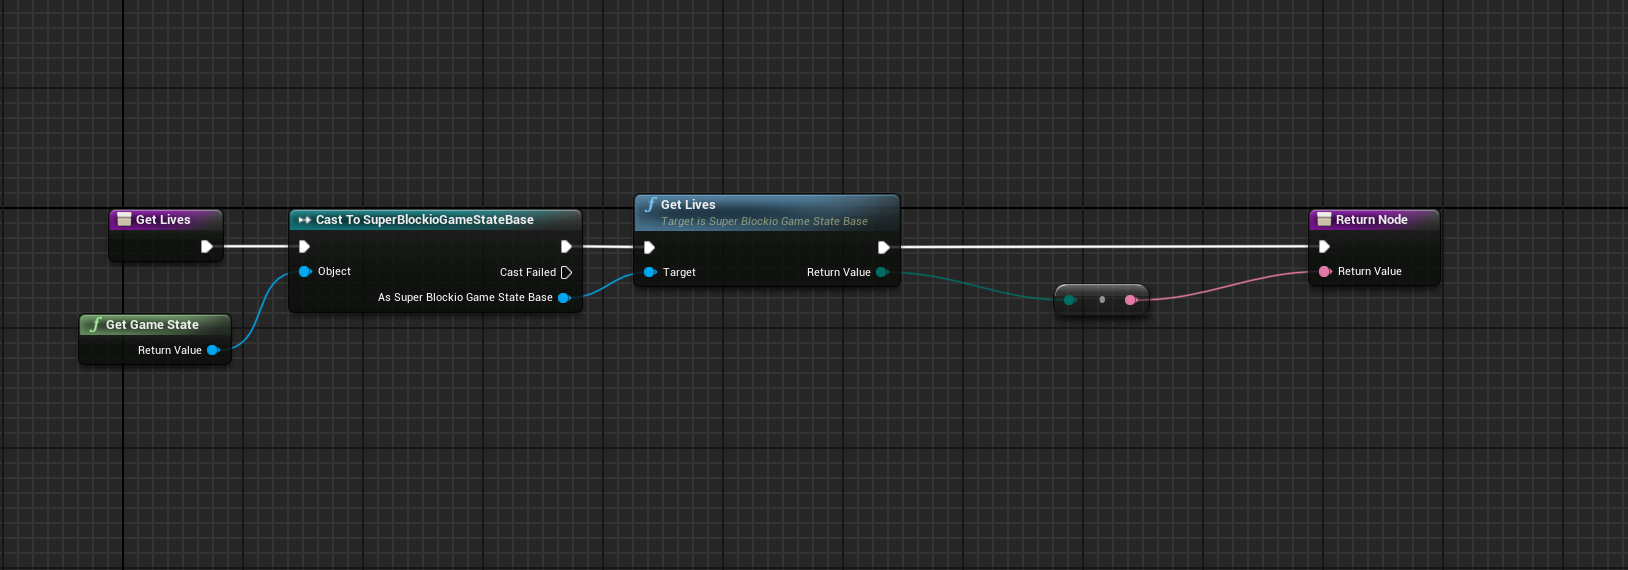 Get Lives
Cast To SuperBlockioGameStateBase
Object
Cast Failed
As Super Blockio Game State Base
Get Game State
Return Value
f Get Lives
Target is Super Blockio Game State Base
Target
Return Value
Return Node
Return Value